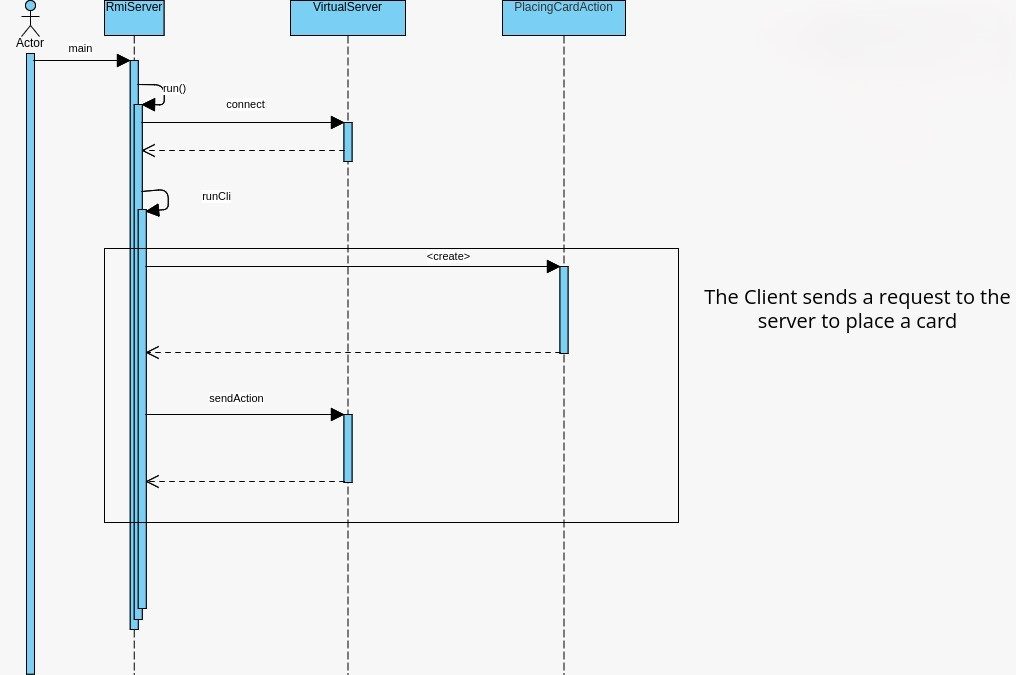 RmiServer
VirtualServer
PlacingCardAction
Actor
main
run()
connect
runCli
<create>
The Client sends a request to the
server to place a card
sendAction